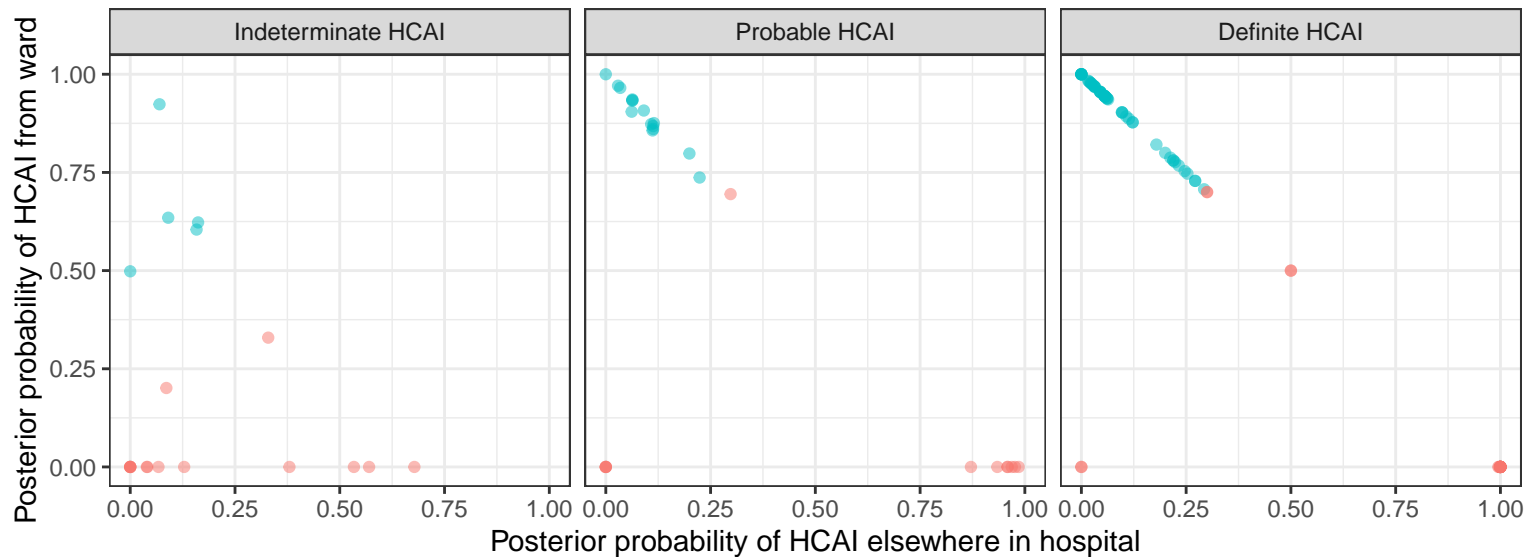 Indeterminate HCAI
Probable HCAI
Definite HCAI
Posterior probability of HCAI from ward
1.00
0.75
0.50
0.25
0.00
0.00 0.25 0.50 0.75 1.00
0.00 0.25 0.50 0.75 1.00
0.00 0.25 0.50 0.75 1.00
Posterior probability of HCAI elsewhere in hospital